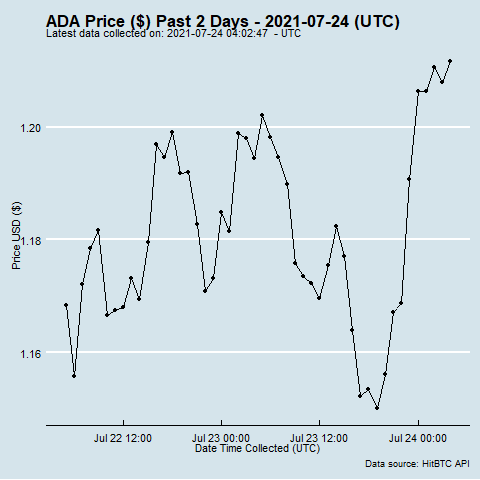 ADA Price ($) Past 2 Days - 2021-07-24 (UTC)
Latest data collected on: 2021-07-24 04:02:47  - UTC
1.20
1.18
1.16
Price USD ($)
Jul 22 12:00
Jul 23 00:00
Jul 23 12:00
Jul 24 00:00
Date Time Collected (UTC)
Data source: HitBTC API